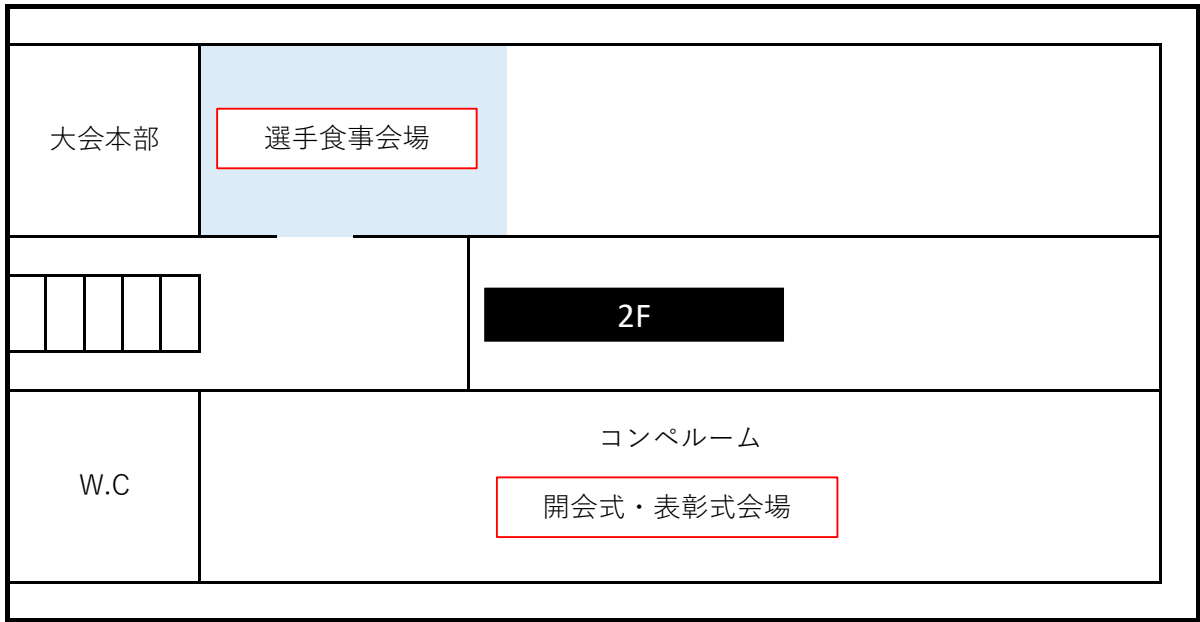 大会本部
選手食事会場
2F
コンペルーム
W.C
開会式・表彰式会場